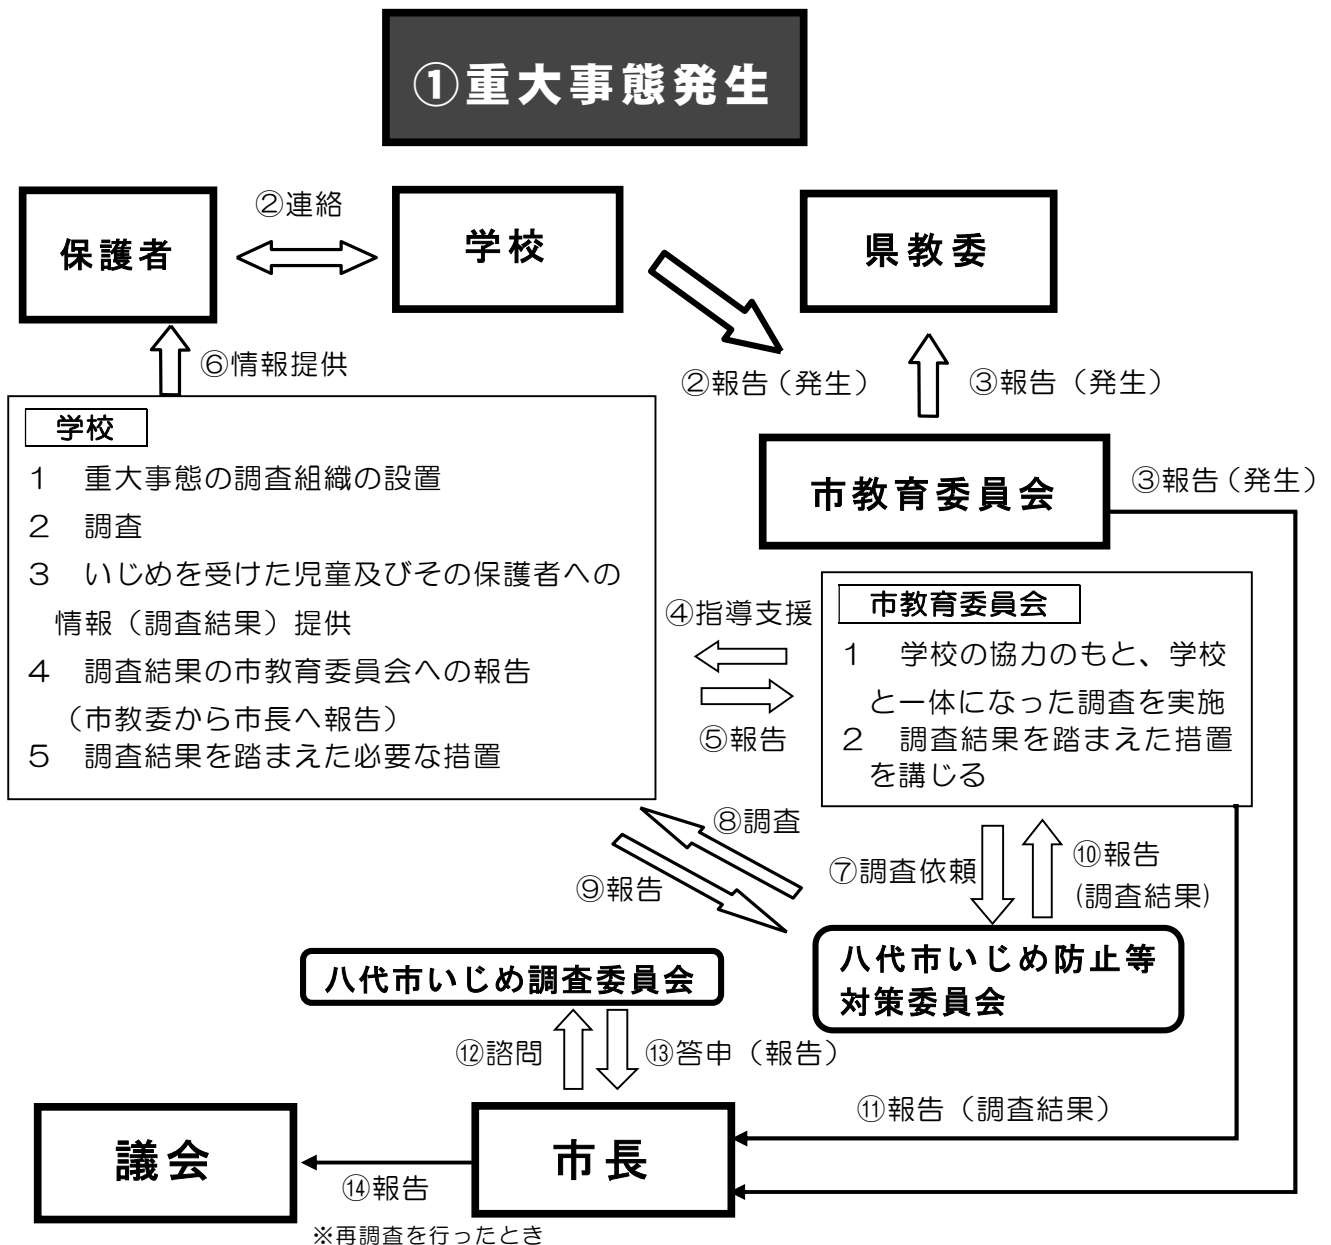 ①重大事態発生
保護者
②連絡
学校
県教委
⑥情報提供
②報告（発生）
③報告（発生）
学校
１　重大事態の調査組織の設置
２　調査
３　いじめを受けた児童及びその保護者への
情報（調査結果）提供
４　調査結果の市教育委員会への報告
（市教委から市長へ報告）
５　調査結果を踏まえた必要な措置
市教育委員会
③報告（発生）
④指導支援
⑤報告
市教育委員会
１　学校の協力のもと、学校
と一体になった調査を実施
２　調査結果を踏まえた措置
を講じる
⑧調査
⑨報告
⑦調査依頼
⑩報告
(調査結果)
八代市いじめ調査委員会
八代市いじめ防止等
対策委員会
⑫諮問
⑬答申（報告）
⑪報告（調査結果）
議会
市長
⑭報告
※再調査を行ったとき